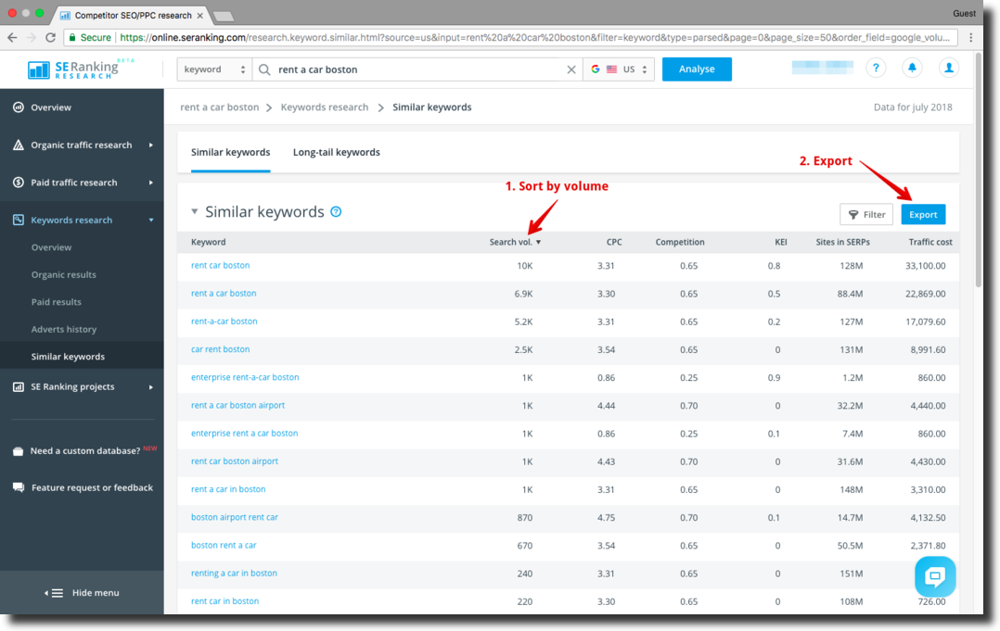 Competitor SEO/PPC research
Guest
Secure
https://online.seranking.com/research.keyword.similar.html?source=us&input=rent%20a%20car%20boston&filter=keyword&type=parsed&page=0&page_size=50&order_field=google_volu...
SERanking BETA
RESEARCH
keyword
rent a car boston
G US
Analyse
?
Overview
Organic traffic research
Paid traffic research
Keywords research
Overview
Organic results
Paid results
Adverts history
Similar keywords
SE Ranking projects
Need a custom database? NEW
Feature request or feedback
Hide menu
rent a car boston > Keywords research > Similar keywords
Data for july 2018
Similar keywords Long-tail keywords
2. Export
1. Sort by volume
Similar keywords ?
Filter Export
Keyword Search vol. CPC Competition KEI Sites in SERPs Traffic cost
rent car boston 10K 3.31 0.65 0.8 128M 33,100.00
rent a car boston 6.9K 3.30 0.65 0.5 88.4M 22,869.00
rent-a-car boston 5.2K 3.31 0.65 0.2 127M 17,079.60
car rent boston 2.5K 3.54 0.65 0 131M 8,991.60
enterprise rent-a-car boston 1K 0.86 0.25 0.9 1.2M 860.00
rent a car boston airport 1K 4.44 0.70 0 32.2M 4,440.00
enterprise rent a car boston 1K 0.86 0.25 0.1 7.4M 860.00
rent car boston airport 1K 4.43 0.70 0 31.6M 4,430.00
rent a car in boston 1K 3.31 0.65 0 148M 3,310.00
boston airport rent car 870 4.75 0.70 0.1 14.7M 4,132.50
boston rent a car 670 3.54 0.65 0 50.5M 2,371.80
renting a car in boston 240 3.31 0.65 0 151M
rent car in boston 220 3.30 0.65 0 108M 726.00